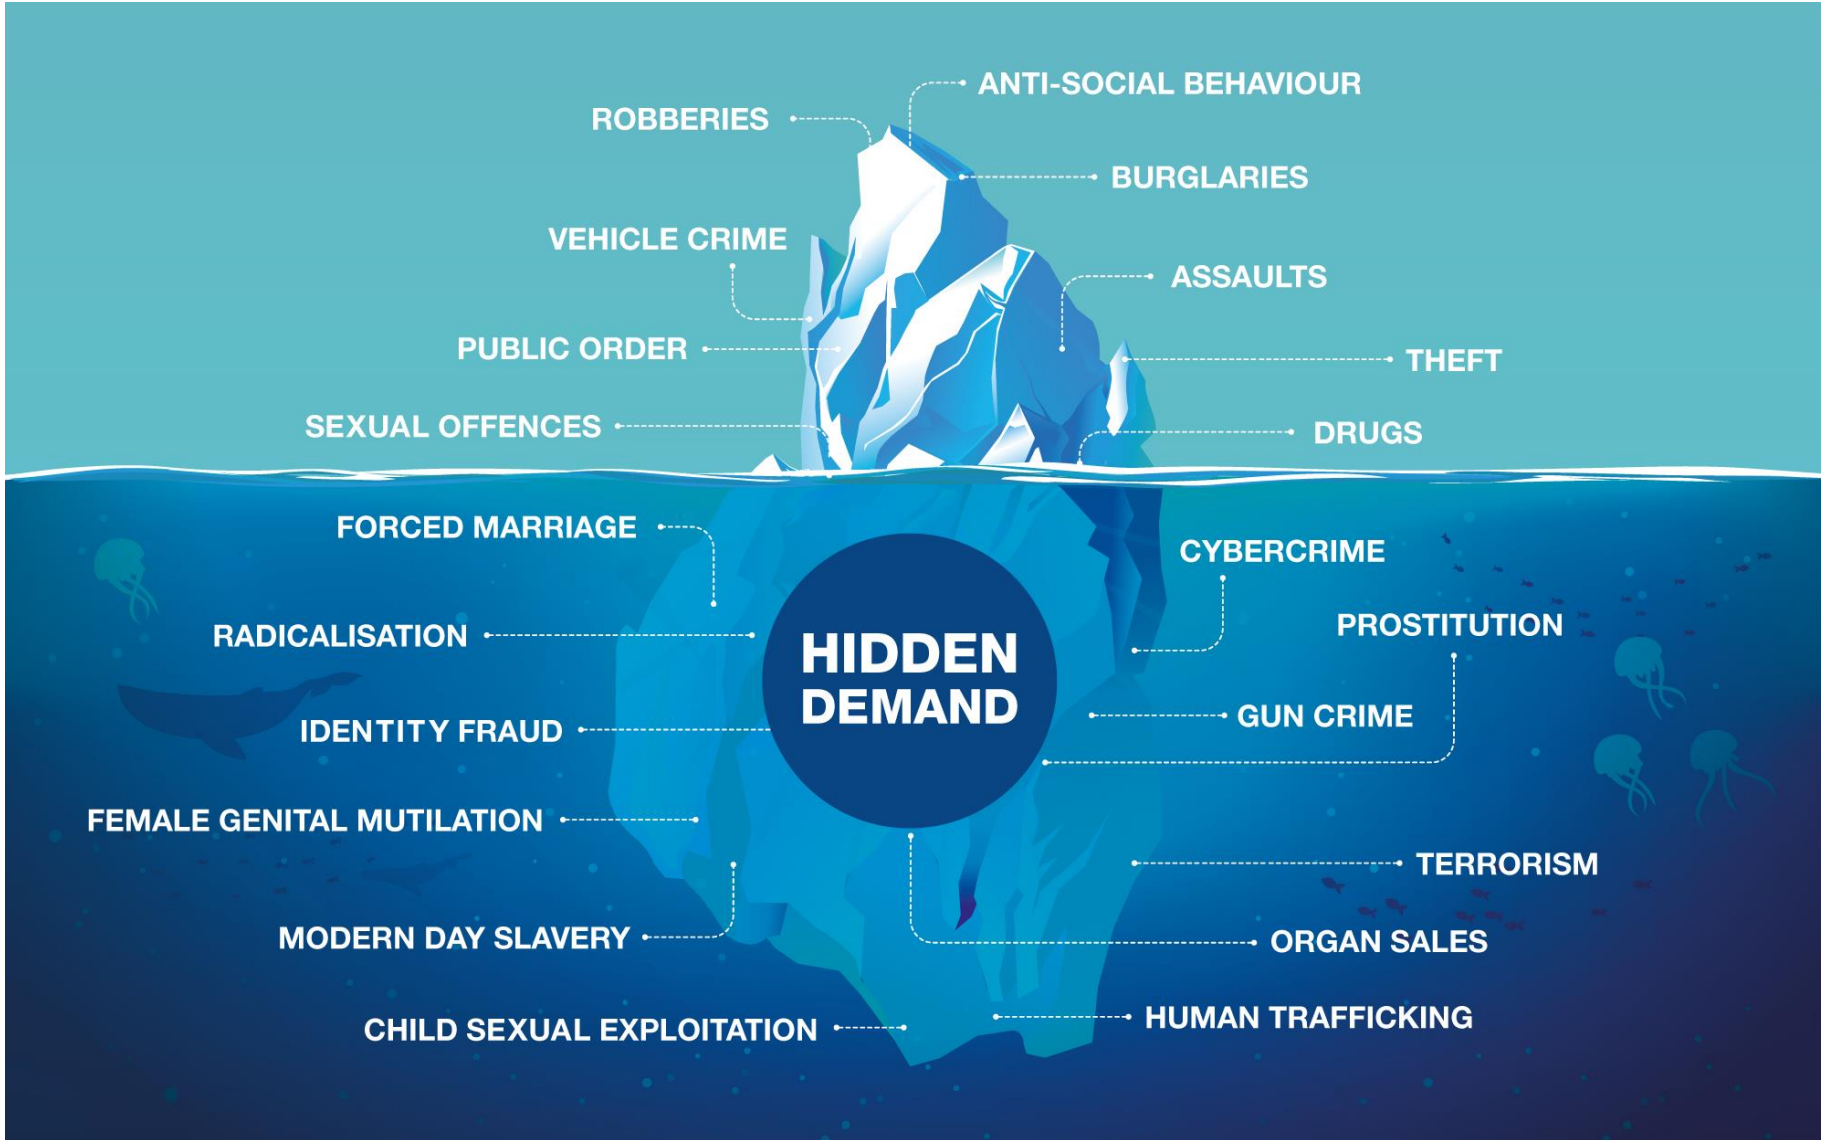 ANTI-SOCIAL BEHAVIOUR
ROBBERIES
BURGLARIES
VEHICLE CRIME
ASSAULTS
PUBLIC ORDER
THEFT
SEXUAL OFFENCES
DRUGS
FORCED MARRIAGE
CYBERCRIME
RADICALISATION
PROSTITUTION
HIDDEN
DEMAND
IDENTITY FRAUD
GUN CRIME
FEMALE GENITAL MUTILATION
TERRORISM
MODERN DAY SLAVERY
ORGAN SALES
CHILD SEXUAL EXPLOITATION
HUMAN TRAFFICKING